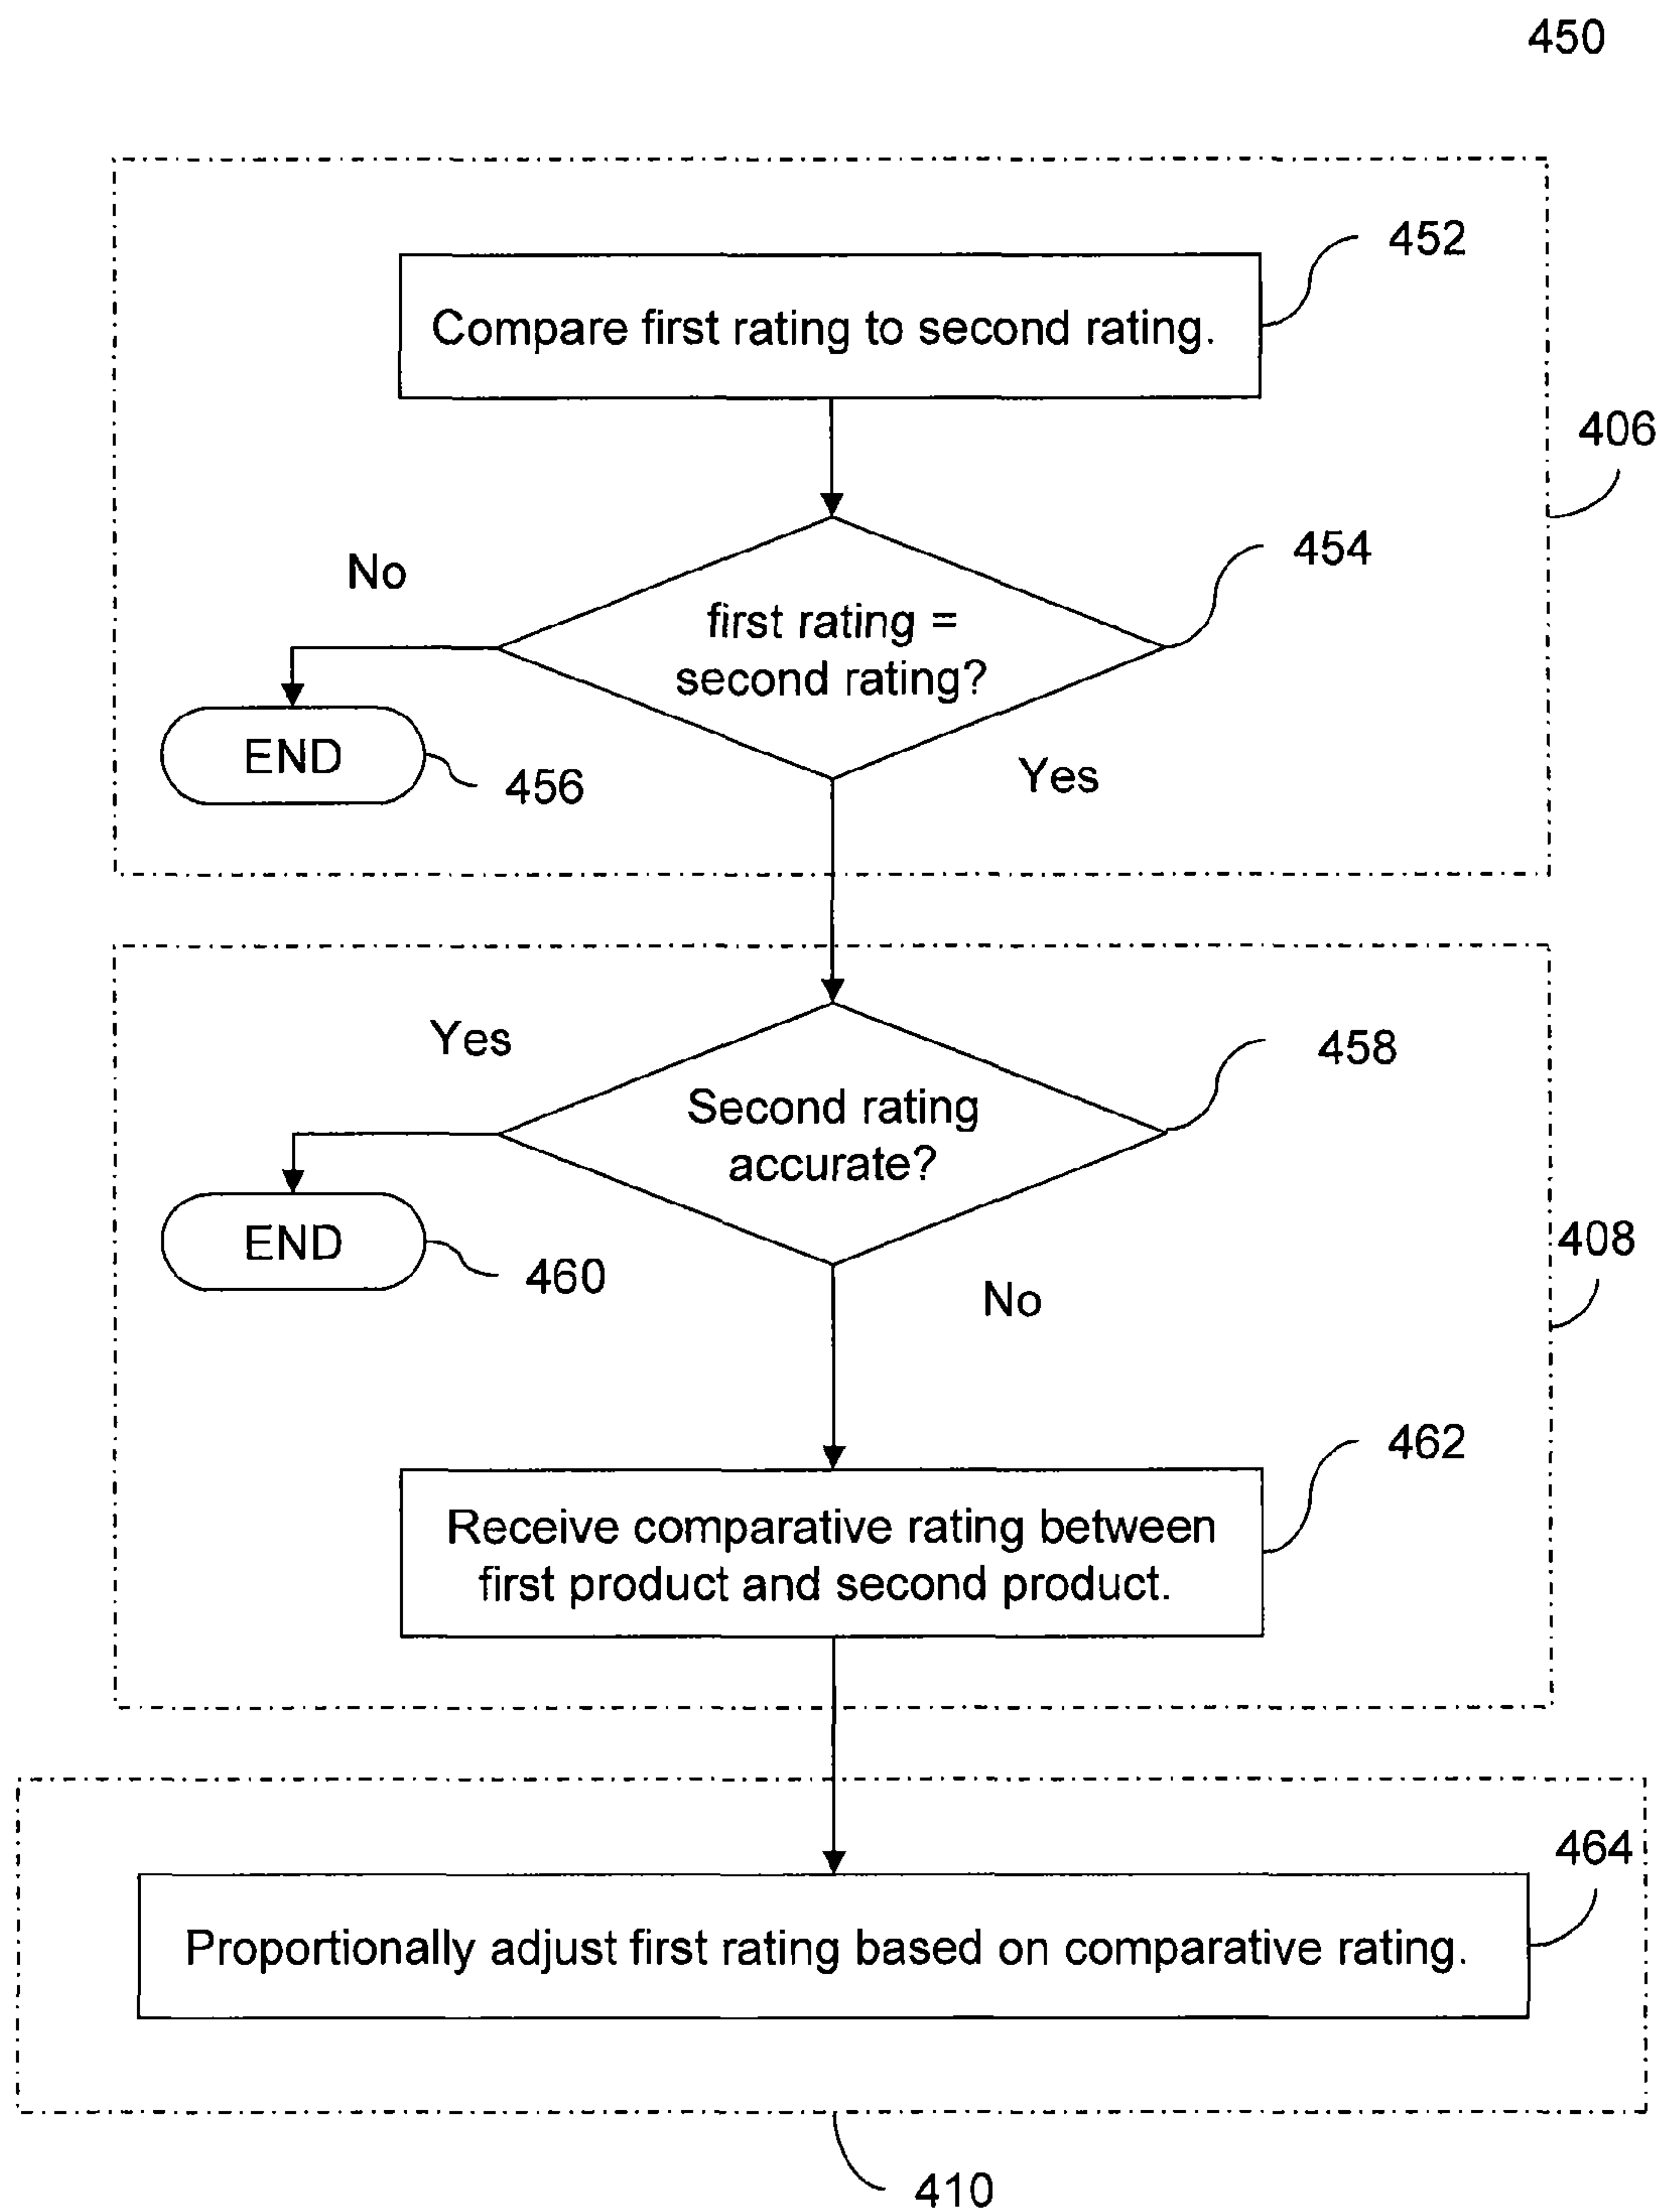 450
452
Compare first rating to second rating.
406
454
No
first rating =
second rating?
END
456
Yes
Yes
458
Second rating
accurate?
408
END
460
No
462
Receive comparative rating between
first product and second product.
464
Proportionally adjust first rating based on comparative rating.
410